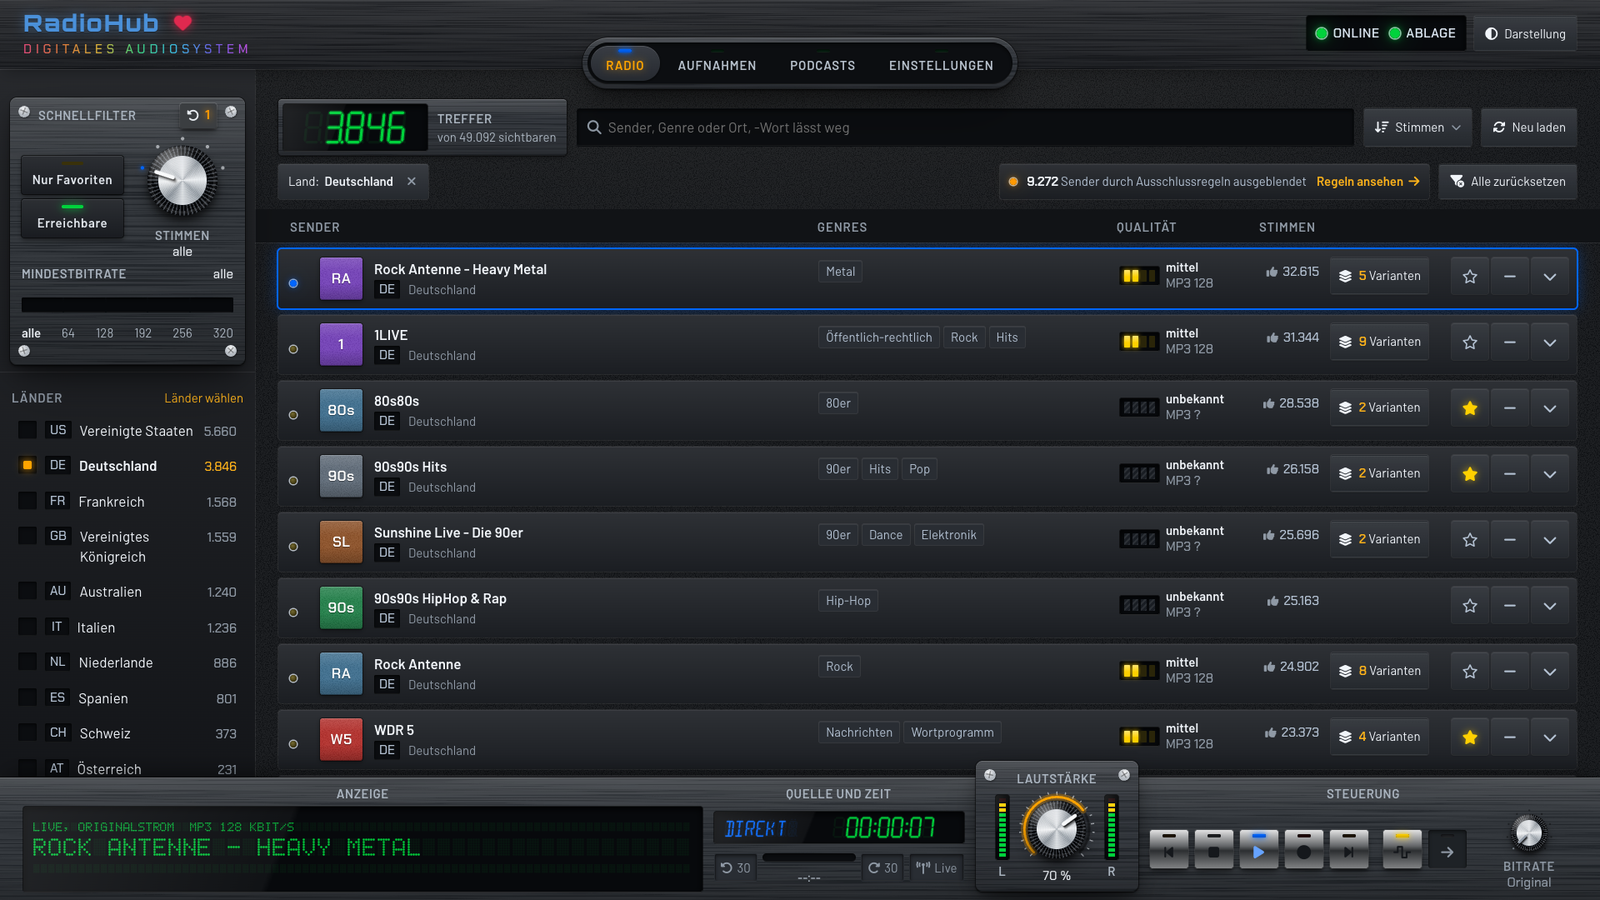 RadioHub
DIGITALES AUDIOSYSTEM
RADIO AUFNAHMEN PODCASTS EINSTELLUNGEN
ONLINE ABLAGE Darstellung
SCHNELLFILTER 1
Nur Favoriten
Erreichbare
STIMMEN
alle
MINDESTBITRATE alle
alle 64 128 192 256 320
LÄNDER Länder wählen
US Vereinigte Staaten 5.660
DE Deutschland 3.846
FR Frankreich 1.568
GB Vereinigtes Königreich 1.559
AU Australien 1.240
IT Italien 1.236
NL Niederlande 886
ES Spanien 801
CH Schweiz 373
AT Österreich 231
3.846 TREFFER
von 49.092 sichtbaren
Sender, Genre oder Ort, -Wort lässt weg
Stimmen
Neu laden
Land: Deutschland ×
9.272 Sender durch Ausschlussregeln ausgeblendet Regeln ansehen →
Alle zurücksetzen
SENDER GENRES QUALITÄT STIMMEN
RA Rock Antenne - Heavy Metal Metal mittel 32.615 5 Varianten
DE Deutschland MP3 128
1 1LIVE Öffentlich-rechtlich Rock Hits mittel 31.344 9 Varianten
DE Deutschland MP3 128
80s 80s80s 80er unbekannt 28.538 2 Varianten
DE Deutschland MP3 ?
90s 90s90s Hits 90er Hits Pop unbekannt 26.158 2 Varianten
DE Deutschland MP3 ?
SL Sunshine Live - Die 90er 90er Dance Elektronik unbekannt 25.696 2 Varianten
DE Deutschland MP3 ?
90s 90s90s HipHop & Rap Hip-Hop unbekannt 25.163
DE Deutschland MP3 ?
RA Rock Antenne Rock mittel 24.902 8 Varianten
DE Deutschland MP3 128
W5 WDR 5 Nachrichten Wortprogramm mittel 23.373 4 Varianten
DE Deutschland MP3 128
ANZEIGE
LIVE, ORIGINALSTROM MP3 128 KBIT/S
ROCK ANTENNE - HEAVY METAL
QUELLE UND ZEIT
DIREKT 00:00:07
30 --:-- 30 Live
LAUTSTÄRKE
L 70 % R
STEUERUNG
BITRATE
Original